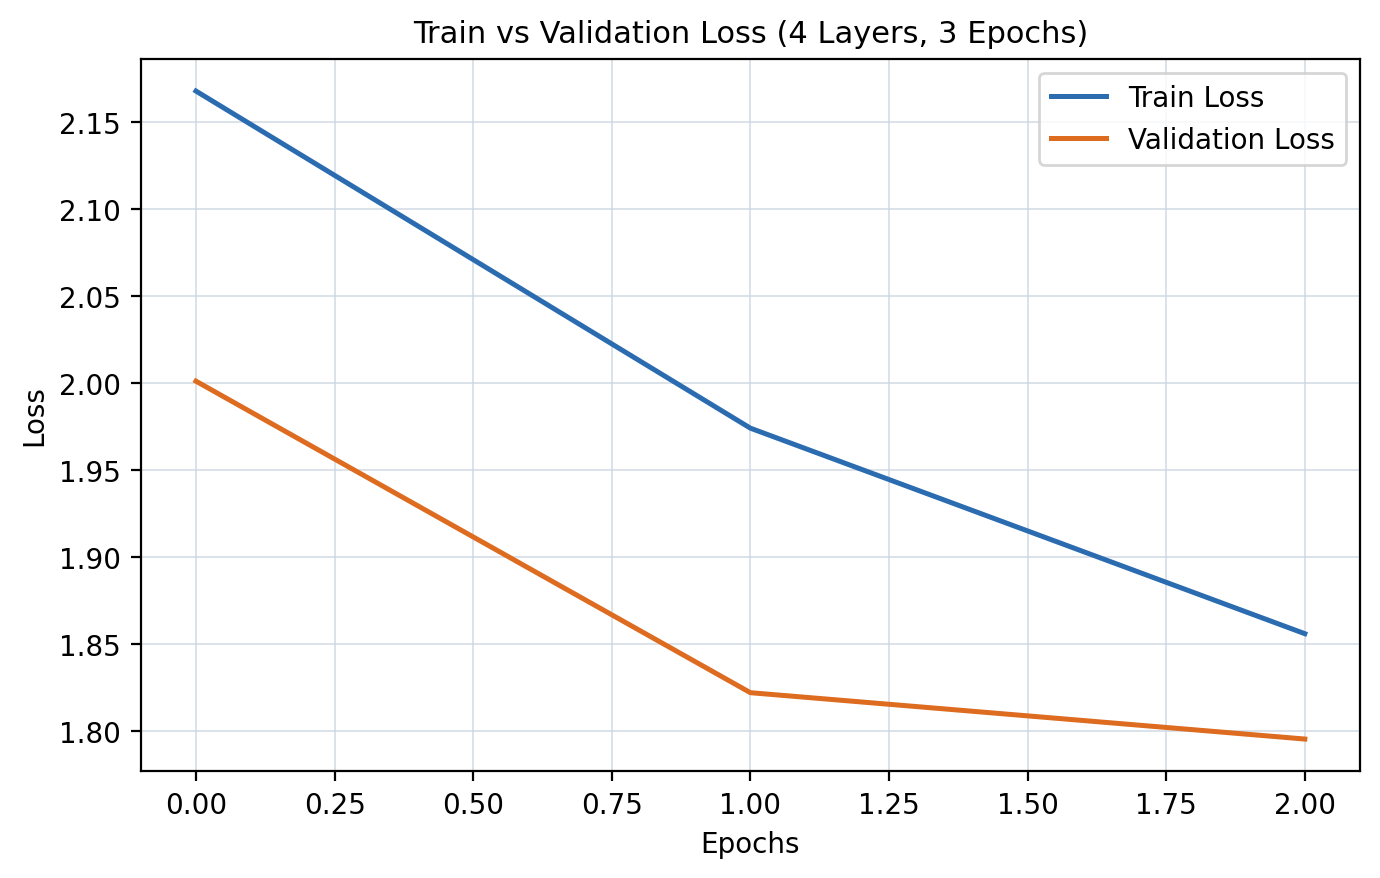 Train vs Validation Loss (4 Layers, 3 Epochs)
Train Loss
Validation Loss
2.15
2.10
2.05
2.00
1.95
1.90
1.85
1.80
Loss
0.00 0.25 0.50 0.75 1.00 1.25 1.50 1.75 2.00
Epochs